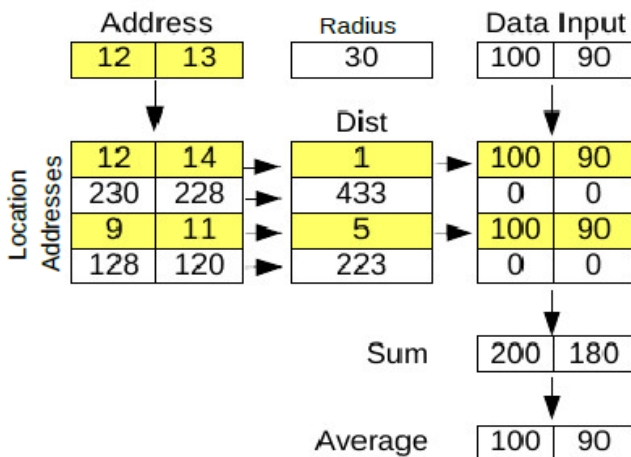 Address Radius Data Input
12 13 30 100 90
Dist
Location Addresses
12 14 1 100 90
230 228 433 0 0
9 11 5 100 90
128 120 223 0 0
Sum 200 180
Average 100 90